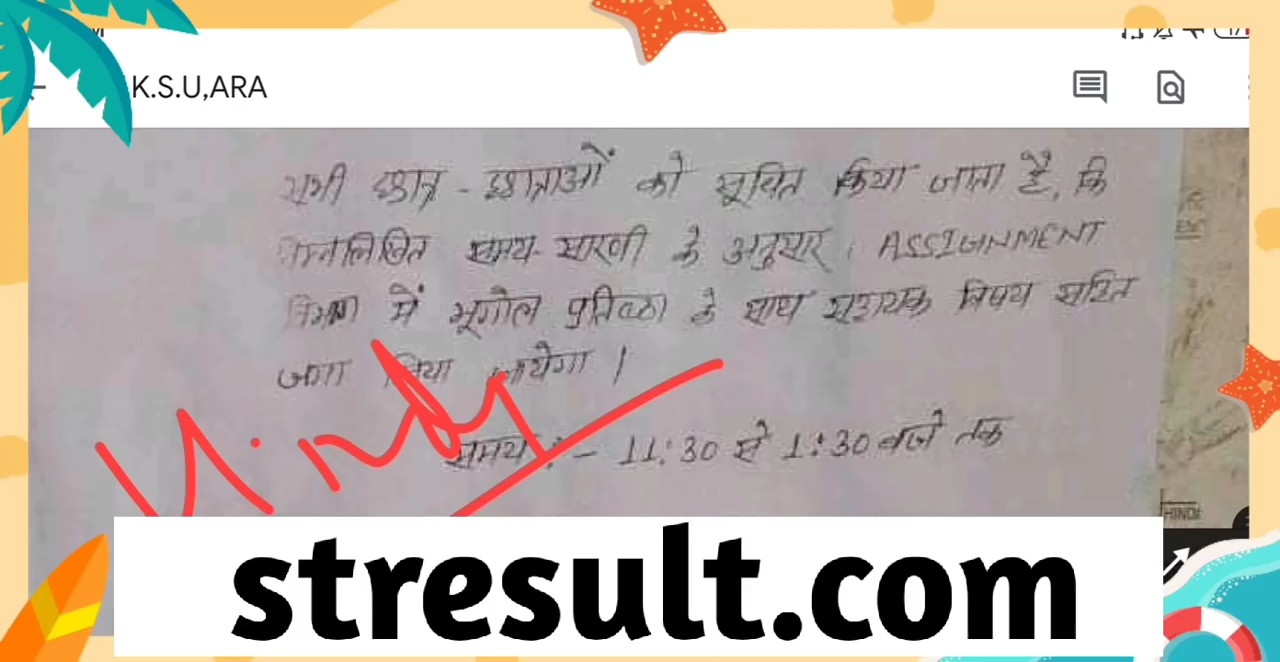 K.S.U,ARA
सभी छात्र - छात्राओं को सूचित किया जाता है, कि
निम्नलिखित समय-सारणी के अनुसार, ASSIGNMENT
विभाग में भूगोल प्रतिष्ठा के साथ सहायक विषय सहित
जमा लिया जायेगा।
समय :- 11:30 से 1:30 बजे तक
HINDI
stresult.com